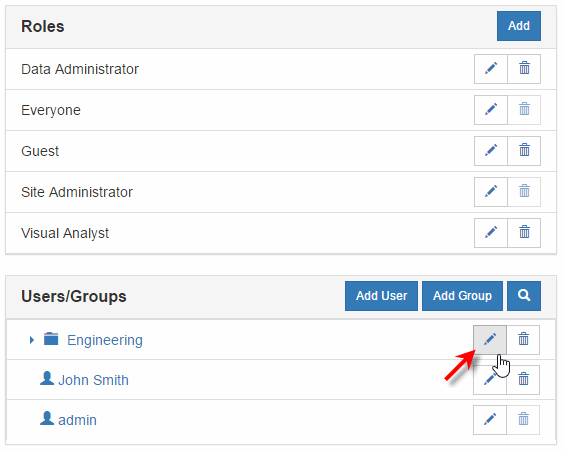 Roles Add
Data Administrator
Everyone
Guest
Site Administrator
Visual Analyst
Users/Groups Add User Add Group
Engineering
John Smith
admin